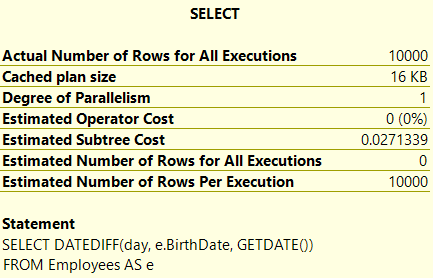 SELECT
Actual Number of Rows for All Executions 10000
Cached plan size 16 KB
Degree of Parallelism 1
Estimated Operator Cost 0 (0%)
Estimated Subtree Cost 0.0271339
Estimated Number of Rows for All Executions 0
Estimated Number of Rows Per Execution 10000
Statement
SELECT DATEDIFF(day, e.BirthDate, GETDATE())
FROM Employees AS e